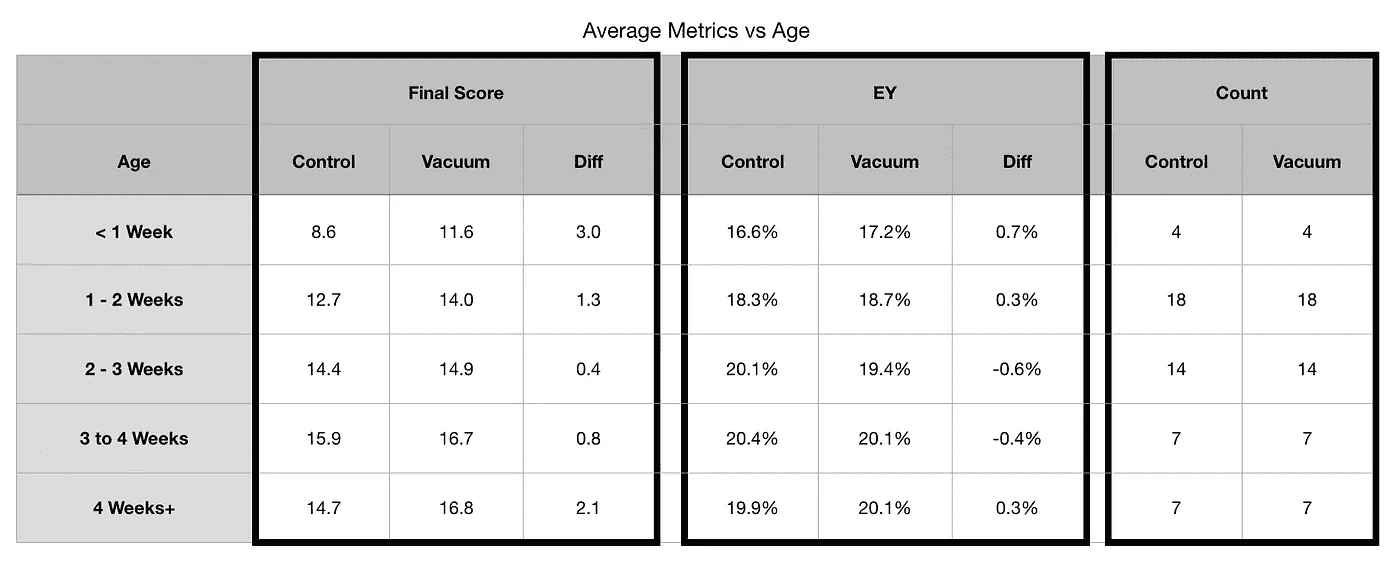 Average Metrics vs Age
Final Score EY Count
Age Control Vacuum Diff Control Vacuum Diff Control Vacuum
< 1 Week 8.6 11.6 3.0 16.6% 17.2% 0.7% 4 4
1 - 2 Weeks 12.7 14.0 1.3 18.3% 18.7% 0.3% 18 18
2 - 3 Weeks 14.4 14.9 0.4 20.1% 19.4% -0.6% 14 14
3 to 4 Weeks 15.9 16.7 0.8 20.4% 20.1% -0.4% 7 7
4 Weeks+ 14.7 16.8 2.1 19.9% 20.1% 0.3% 7 7